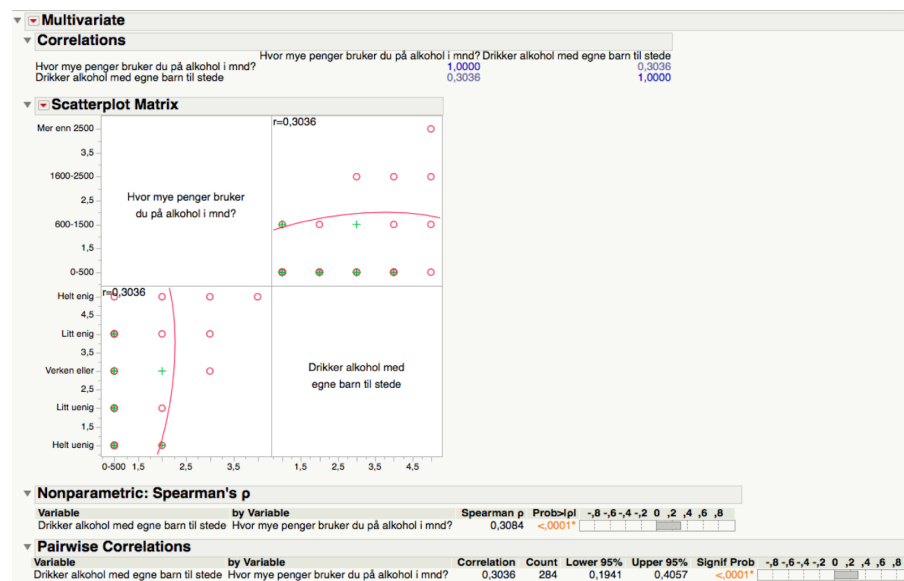 Multivariate
Correlations
Hvor mye penger bruker du på alkohol i mnd? Drikker alkohol med egne barn til stede
Hvor mye penger bruker du på alkohol i mnd? 1,0000 0,3036
Drikker alkohol med egne barn til stede 0,3036 1,0000
Scatterplot Matrix
Mer enn 2500
3,5
1600-2500
2,5
600-1500
1,5
0-500
Hvor mye penger bruker
du på alkohol i mnd?
r=0,3036
Helt enig
4,5
Litt enig
3,5
Verken eller
2,5
Litt uenig
1,5
Helt uenig
r=0,3036
Drikker alkohol med
egne barn til stede
0-500 1,5 2,5 3,5 1,5 2,5 3,5 4,5
Nonparametric: Spearman's ρ
Variable by Variable Spearman ρ Prob>|ρ| -,8 -,6 -,4 -,2 0 ,2 ,4 ,6 ,8
Drikker alkohol med egne barn til stede Hvor mye penger bruker du på alkohol i mnd? 0,3084 <,0001*
Pairwise Correlations
Variable by Variable Correlation Count Lower 95% Upper 95% Signif Prob -,8 -,6 -,4 -,2 0 ,2 ,4 ,6 ,8
Drikker alkohol med egne barn til stede Hvor mye penger bruker du på alkohol i mnd? 0,3036 284 0,1941 0,4057 <,0001*